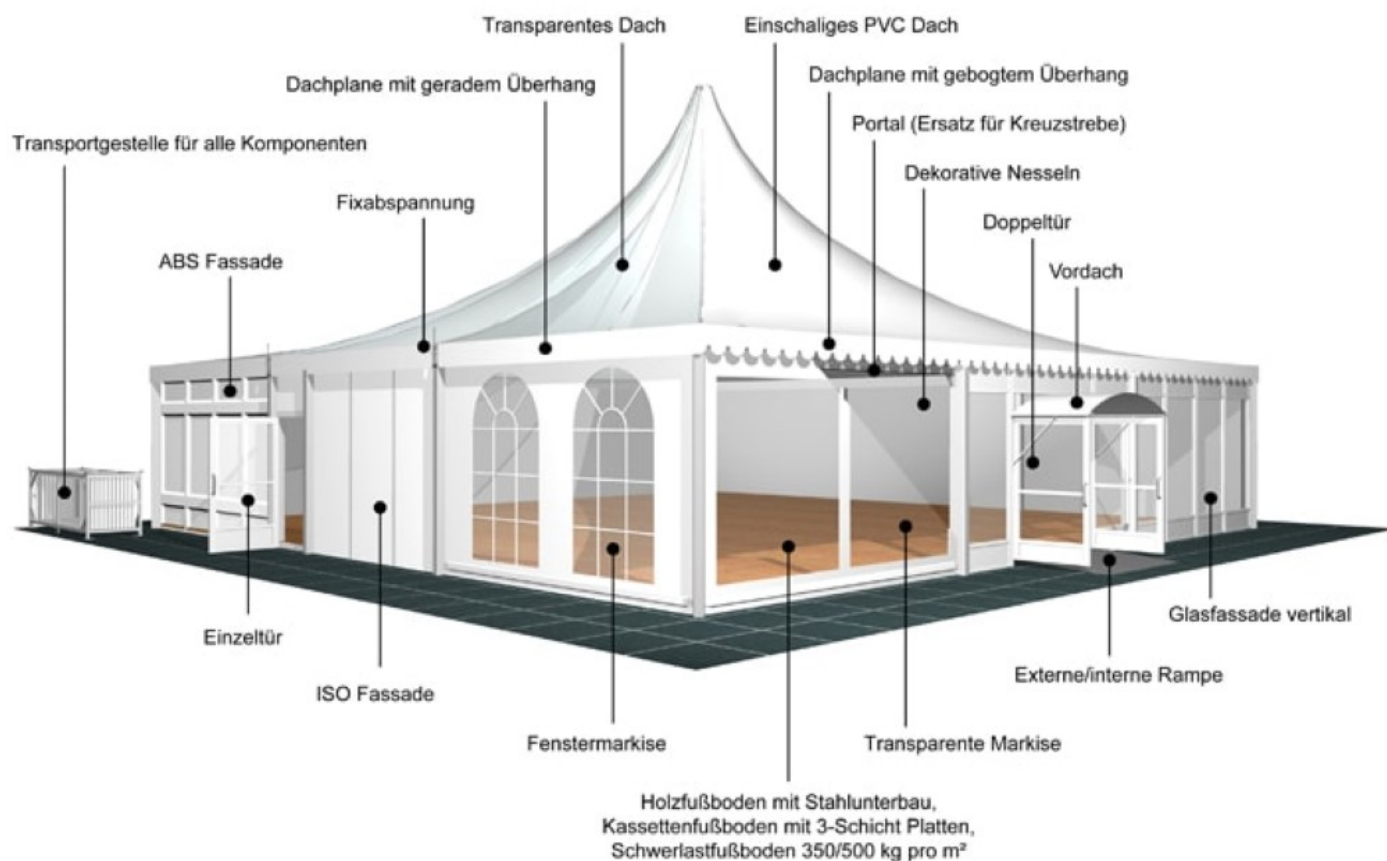 Transparentes Dach
Einschaliges PVC Dach
Dachplane mit geradem Überhang
Dachplane mit gebogtem Überhang
Portal (Ersatz für Kreuzstrebe)
Transportgestelle für alle Komponenten
Dekorative Nesseln
Fixabspannung
Doppeltür
ABS Fassade
Vordach
Einzeltür
Glasfassade vertikal
ISO Fassade
Externe/interne Rampe
Fenstermarkise
Transparente Markise
Holzfußboden mit Stahlunterbau,
Kassettenfußboden mit 3-Schicht Platten,
Schwerlastfußboden 350/500 kg pro m²